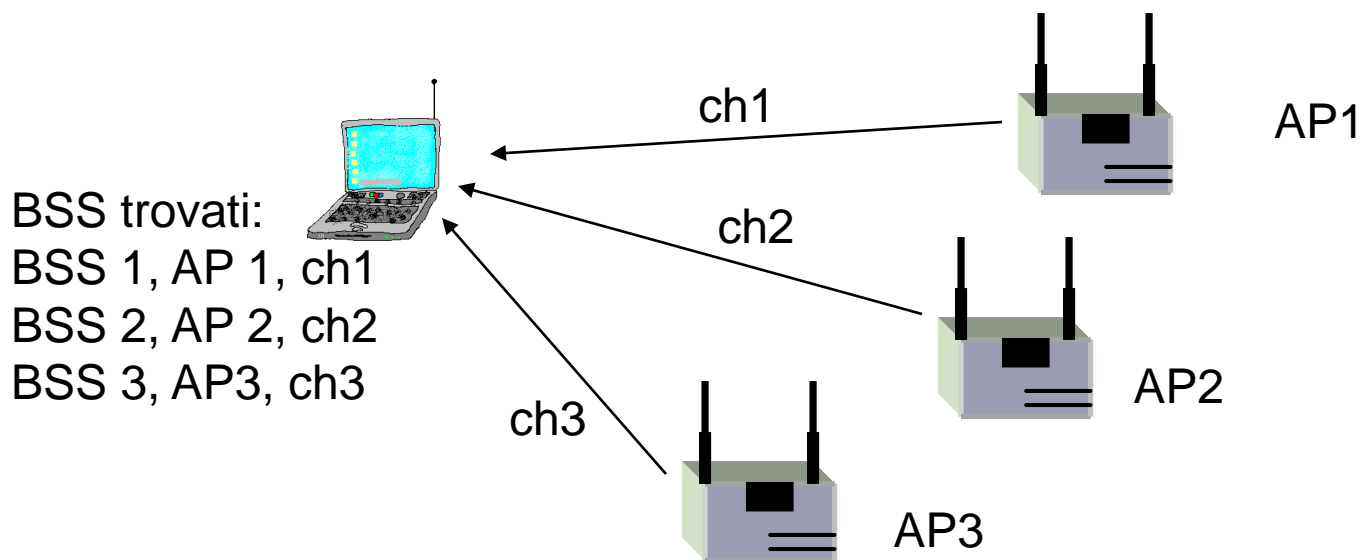 ch1
AP1
BSS trovati:
BSS 1, AP 1, ch1
BSS 2, AP 2, ch2
BSS 3, AP3, ch3
ch2
AP2
ch3
AP3